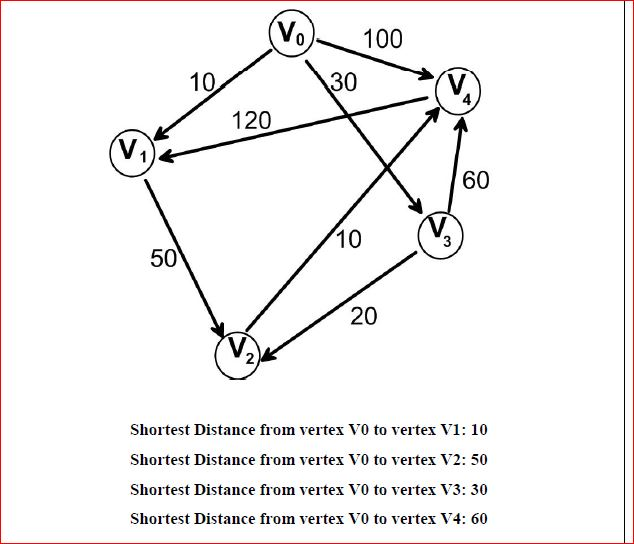 V0
100
10
30
V4
120
V1
60
V3
50
10
20
V2
Shortest Distance from vertex V0 to vertex V1: 10
Shortest Distance from vertex V0 to vertex V2: 50
Shortest Distance from vertex V0 to vertex V3: 30
Shortest Distance from vertex V0 to vertex V4: 60